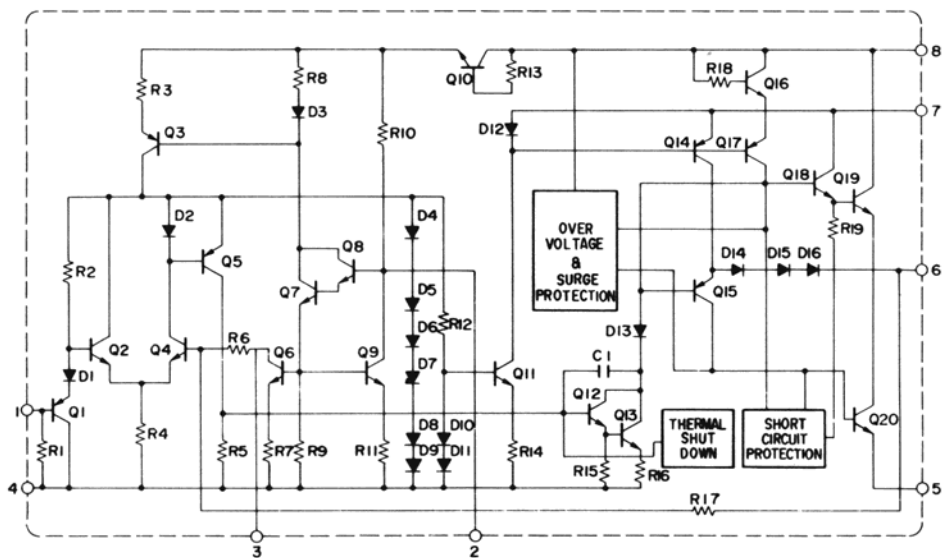 8
R18
R3
R8
Q10
R13
Q16
D3
7
D12
Q3
R10
Q14
Q17
Q18
Q19
D2
D4
R19
OVER
VOLTAGE
&
SURGE
PROTECTION
Q8
R2
Q5
D14
D15
D16
6
Q7
D5
Q15
D6
R12
R6
D13
Q2
Q4
Q6
Q9
D7
C1
D1
Q11
Q12
1
Q1
Q13
THERMAL
SHUT
DOWN
SHORT
CIRCUIT
PROTECTION
Q20
D8
D10
R1
R4
R5
R7
R9
R11
D9
D11
R14
R15
R16
4
5
R17
3
2